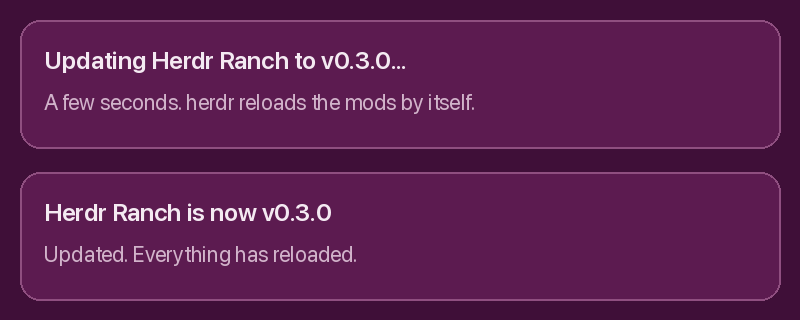 Updating Herdr Ranch to v0.3.0...
A few seconds. herdr reloads the mods by itself.
Herdr Ranch is now v0.3.0
Updated. Everything has reloaded.